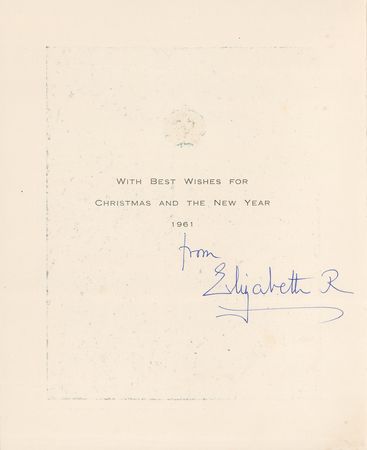 With Best Wishes for
Christmas and the New Year
1961
from
Elizabeth R